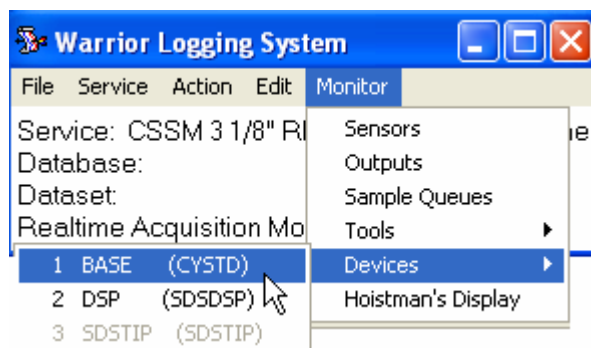 Warrior Logging System
File Service Action Edit Monitor
Service: CSSM 3 1/8"
Database:
Dataset:
Realtime Acquisition
Sensors
Outputs
Sample Queues
Tools
Devices
Hoistman's Display
1 BASE (CYSTD)
2 DSP (SDSDSP)
3 SDSTIP (SDSTIP)